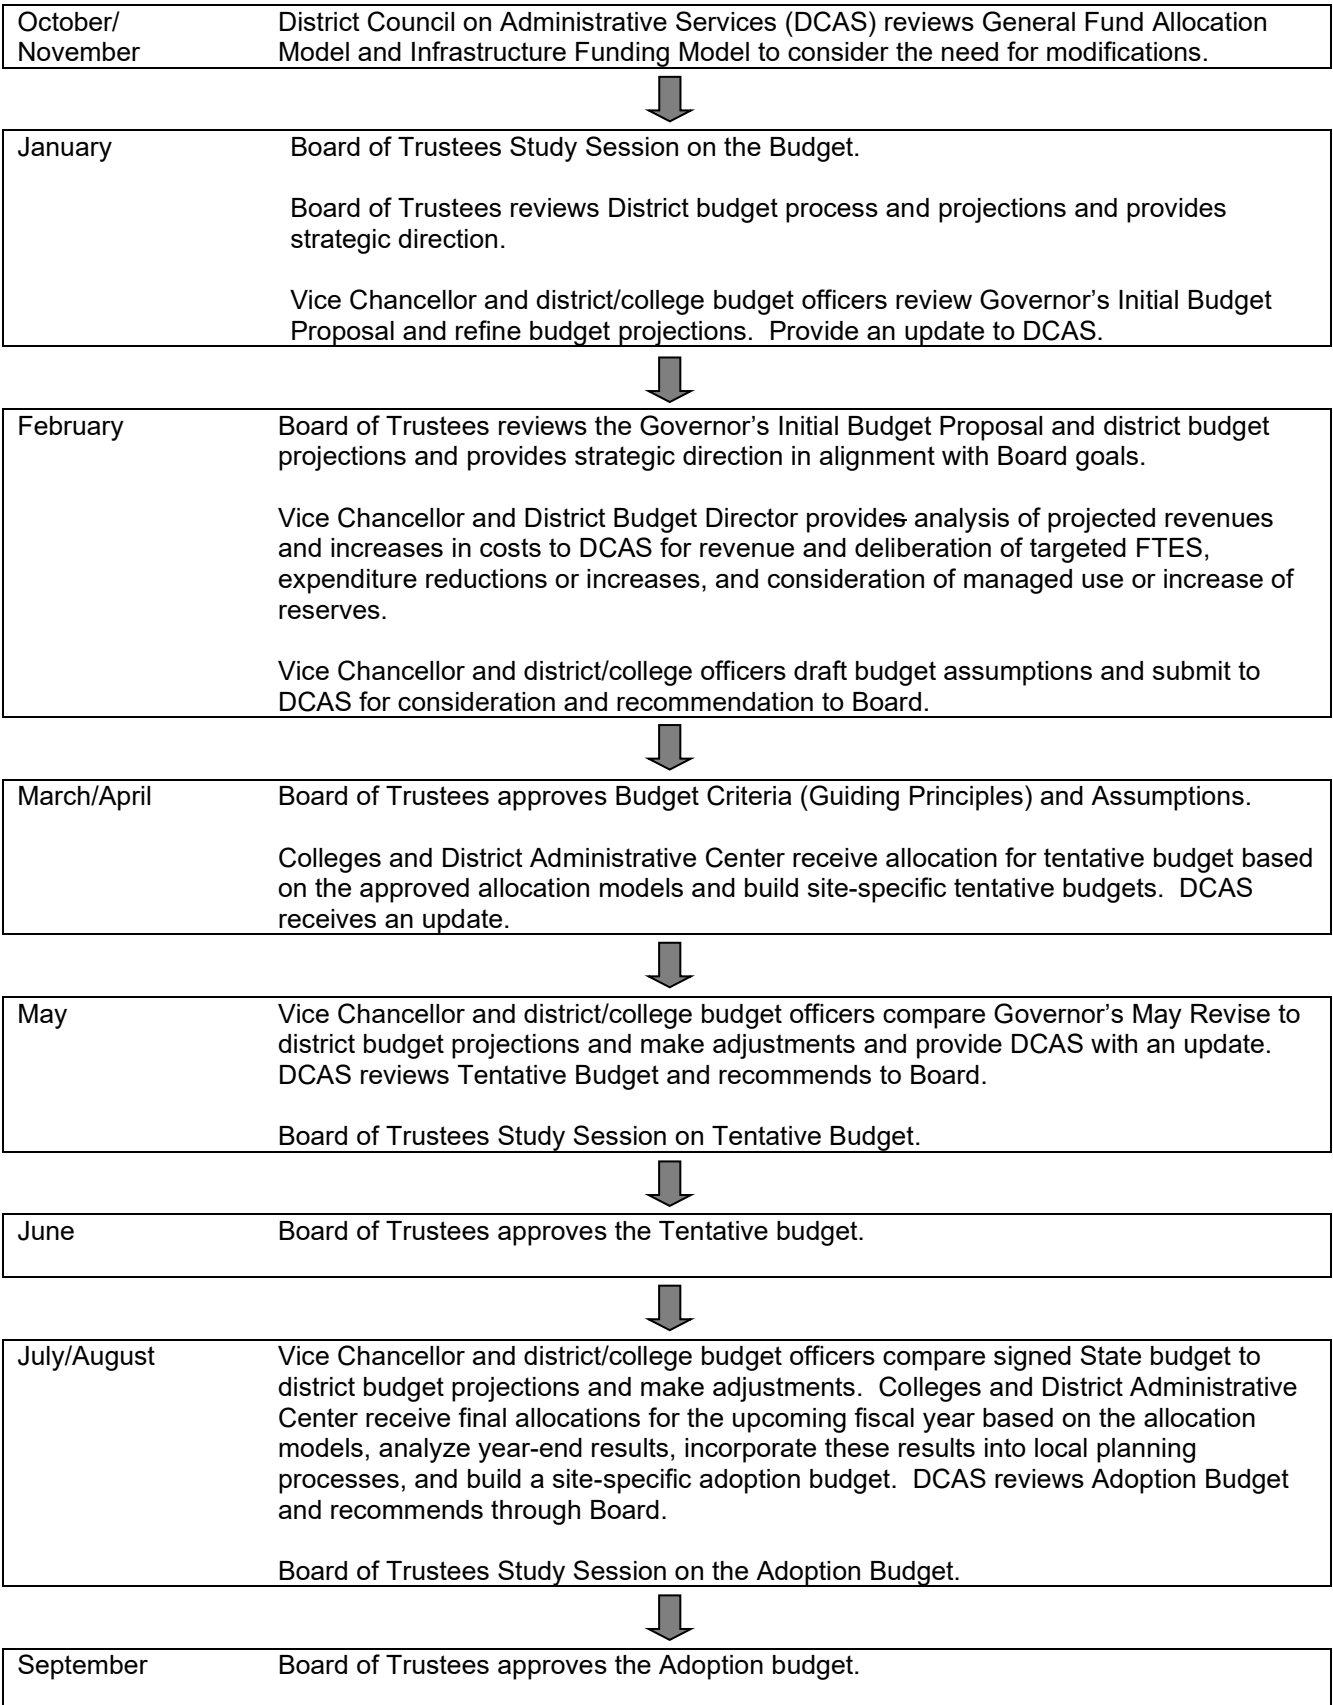 October/ District Council on Administrative Services (DCAS) reviews General Fund Allocation
November Model and Infrastructure Funding Model to consider the need for modifications.
January Board of Trustees Study Session on the Budget.
Board of Trustees reviews District budget process and projections and provides
strategic direction.
Vice Chancellor and district/college budget officers review Governor’s Initial Budget
Proposal and refine budget projections.  Provide an update to DCAS.
February Board of Trustees reviews the Governor’s Initial Budget Proposal and district budget
projections and provides strategic direction in alignment with Board goals.
Vice Chancellor and District Budget Director provides analysis of projected revenues
and increases in costs to DCAS for revenue and deliberation of targeted FTES,
expenditure reductions or increases, and consideration of managed use or increase of
reserves.
Vice Chancellor and district/college officers draft budget assumptions and submit to
DCAS for consideration and recommendation to Board.
March/April Board of Trustees approves Budget Criteria (Guiding Principles) and Assumptions.
Colleges and District Administrative Center receive allocation for tentative budget based
on the approved allocation models and build site-specific tentative budgets.  DCAS
receives an update.
May Vice Chancellor and district/college budget officers compare Governor’s May Revise to
district budget projections and make adjustments and provide DCAS with an update.
DCAS reviews Tentative Budget and recommends to Board.
Board of Trustees Study Session on Tentative Budget.
June Board of Trustees approves the Tentative budget.
July/August Vice Chancellor and district/college budget officers compare signed State budget to
district budget projections and make adjustments.  Colleges and District Administrative
Center receive final allocations for the upcoming fiscal year based on the allocation
models, analyze year-end results, incorporate these results into local planning
processes, and build a site-specific adoption budget.  DCAS reviews Adoption Budget
and recommends through Board.
Board of Trustees Study Session on the Adoption Budget.
September Board of Trustees approves the Adoption budget.